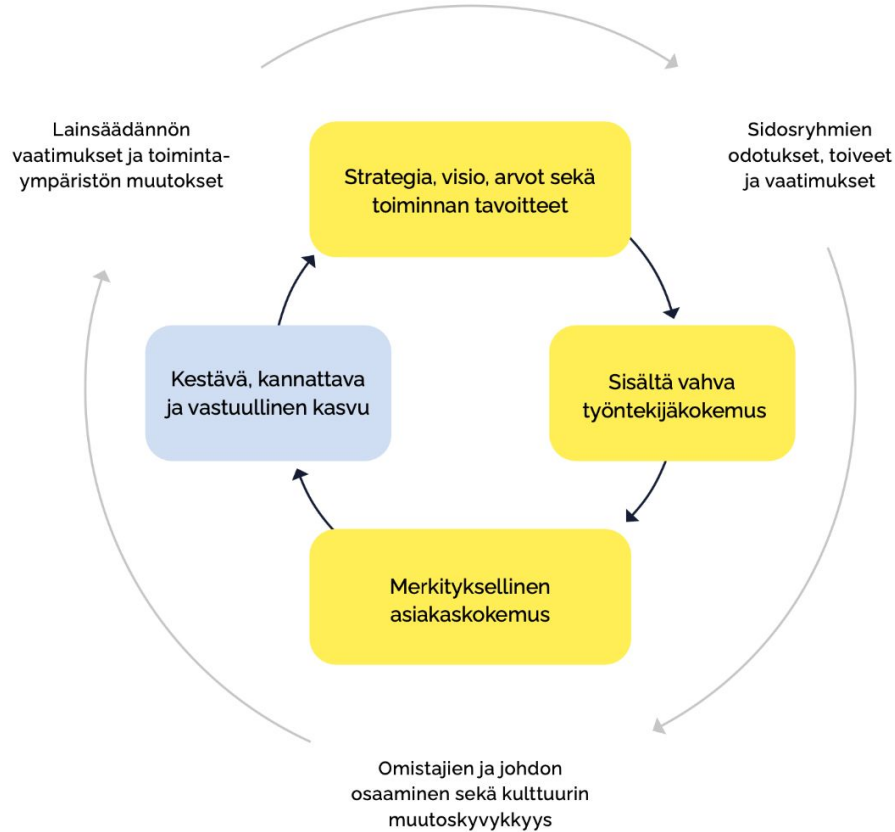 Lainsäädännön
vaatimukset ja toiminta-
ympäristön muutokset
Sidosryhmien
odotukset, toiveet
ja vaatimukset
Strategia, visio, arvot sekä
toiminnan tavoitteet
Kestävä, kannattava
ja vastuullinen kasvu
Sisältä vahva
työntekijäkokemus
Merkityksellinen
asiakaskokemus
Omistajien ja johdon
osaaminen sekä kulttuurin
muutoskyvykkyys